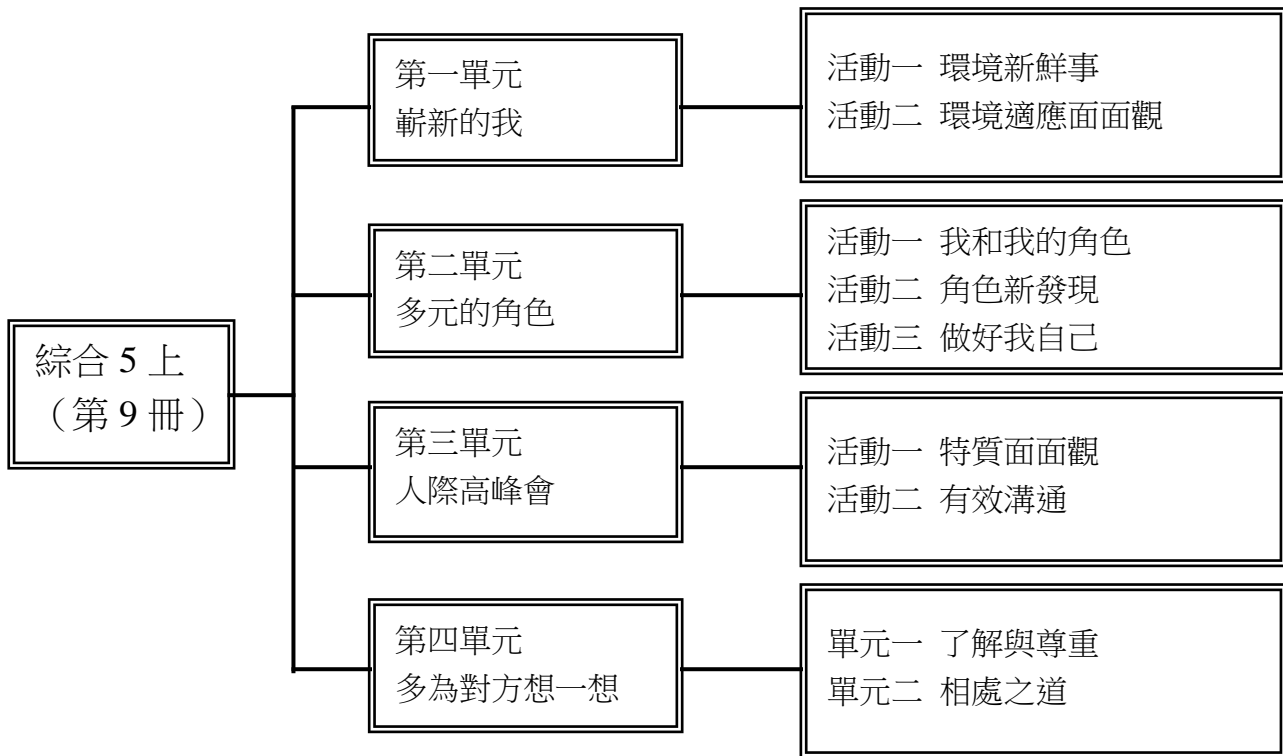 綜合 5 上
（第 9 冊）
第一單元
嶄新的我
活動一 環境新鮮事
活動二 環境適應面面觀
第二單元
多元的角色
活動一 我和我的角色
活動二 角色新發現
活動三 做好我自己
第三單元
人際高峰會
活動一 特質面面觀
活動二 有效溝通
第四單元
多為對方想一想
單元一 了解與尊重
單元二 相處之道